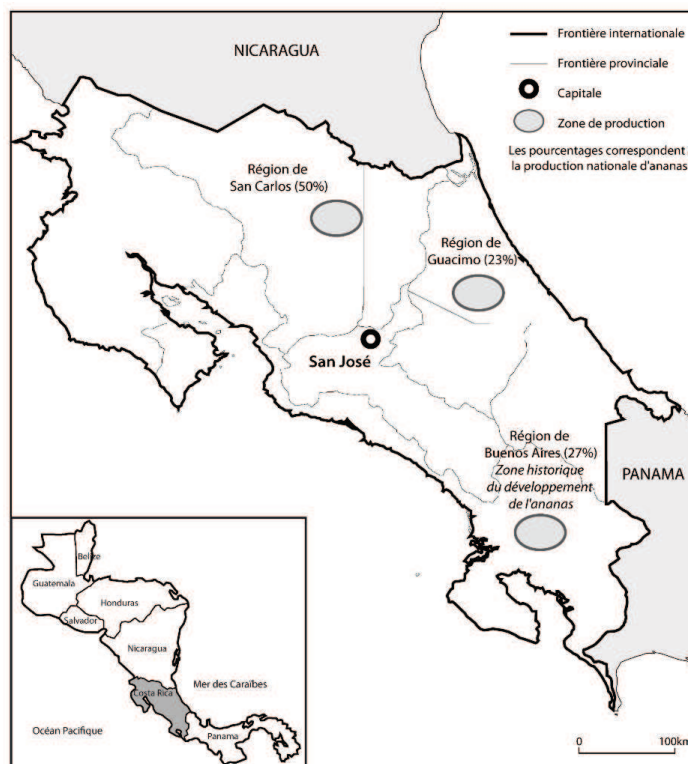 NICARAGUA
Frontière internationale
Frontière provinciale
Capitale
Zone de production
Les pourcentages correspondent
la production nationale d'ananas
Région de
San Carlos (50%)
Région de
Guacimo (23%)
San José
Région de
Buenos Aires (27%)
Zone historique
du développement
de l'ananas
PANAMA
Belize
Guatemala
Honduras
Salvador
Nicaragua
Mer des Caraïbes
Costa Rica
Océan Pacifique
Panama
0 100km